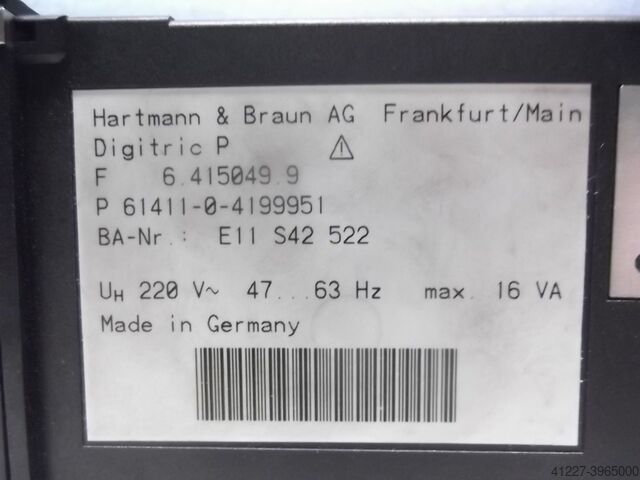 Hartmann & Braun AG Frankfurt/Main
Digitric P
F 6.415049.9
P 61411-0-4199951
BA-Nr.: E11 S42 522
UH 220 V~ 47...63 Hz max. 16 VA
Made in Germany
41227-3965000